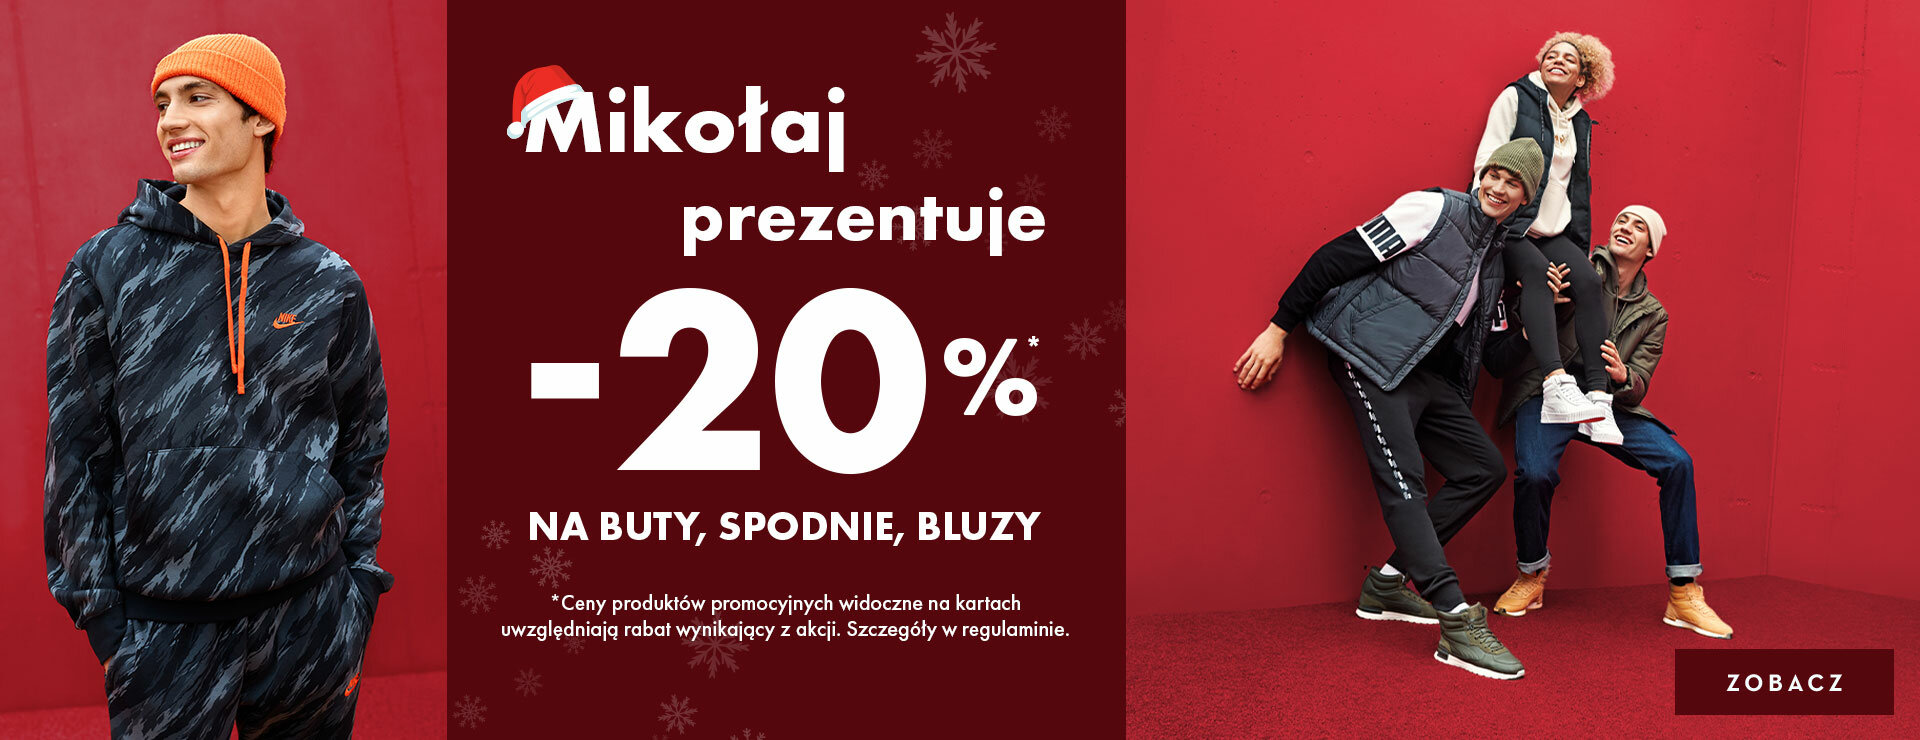 Mikołaj
prezentuje
-20%*
NA BUTY, SPODNIE, BLUZY
*Ceny produktów promocyjnych widoczne na kartach
uwzględniają rabat wynikający z akcji. Szczegóły w regulaminie.
NIKE
ZOBACZ